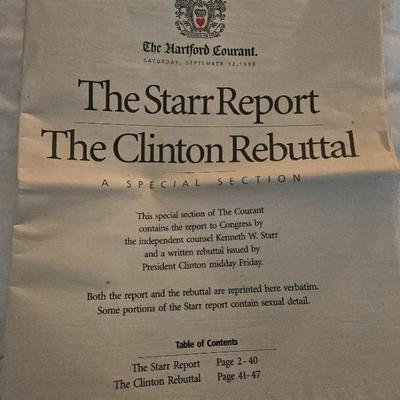 The Hartford Courant.
SATURDAY, SEPTEMBER 12, 1998
The Starr Report
The Clinton Rebuttal
A SPECIAL SECTION
This special section of The Courant
contains the report to Congress by
the independent counsel Kenneth W. Starr
and a written rebuttal issued by
President Clinton midday Friday.
Both the report and the rebuttal are reprinted here verbatim.
Some portions of the Starr report contain sexual detail.
Table of Contents
The Starr Report Page 2-40
The Clinton Rebuttal Page 41-47